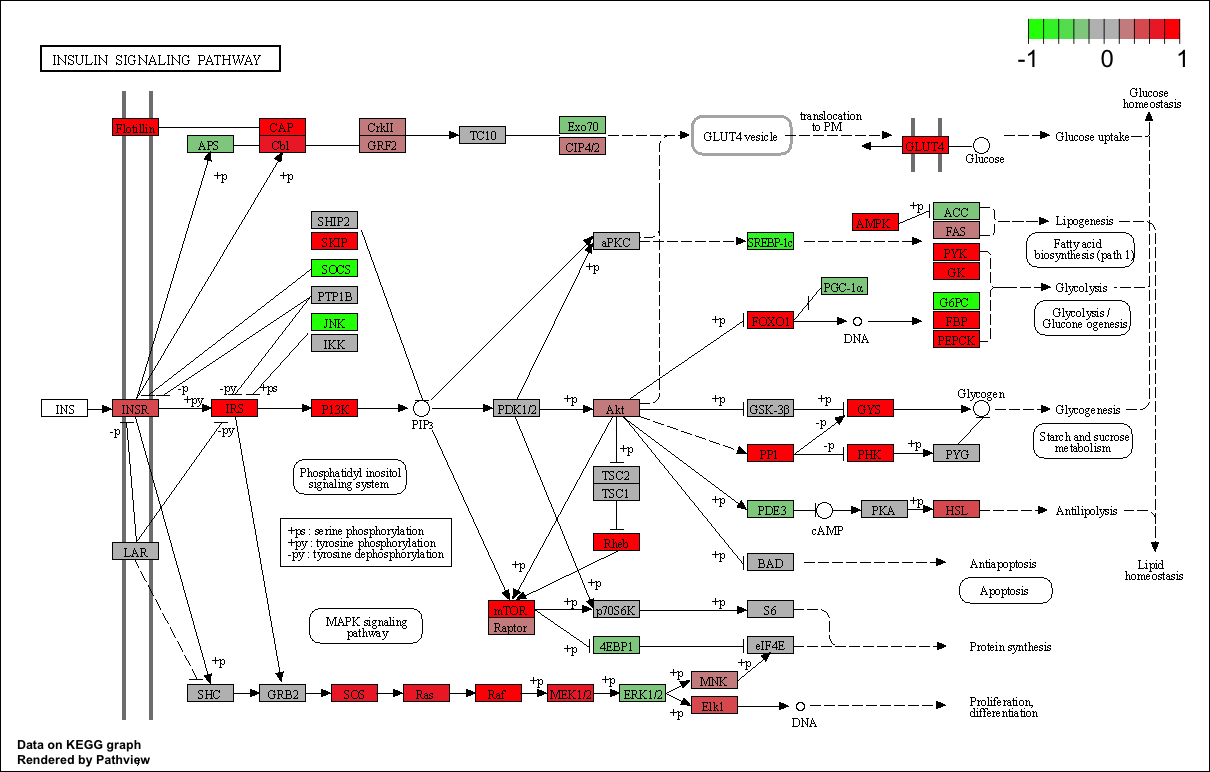 INSULIN SIGNALING PATHWAY
-1 0 1
Glucose
homeostasis
Flotillin
CAP
Cbl
APS
CrkII
GRF2
TC10
Exo70
CIP4/2
GLUT4 vesicle
translocation
to PM
GLUT4
Glucose
Glucose uptake
+p
+p
SHIP2
SKIP
SOCS
PTP1B
JNK
IKK
aPKC
+p
SREBP-1c
AMPK
+p
ACC
FAS
PYK
GK
G6PC
FBP
PEPCK
Lipogenesis
Fatty acid
biosynthesis (path 1)
Glycolysis
Glycolysis /
Glucone ogenesis
PGC-1α
+p
FOXO1
DNA
-p
+py
-py
+ps
INS
INSR
IRS
P13K
PIP3
PDK1/2
+p
Akt
GSK-3β
+p
GYS
Glycogen
Glycogenesis
-p
-py
-p
PP1
-p
PHK
+p
PYG
Starch and sucrose
metabolism
Phosphatidyl inositol
signaling system
+p
TSC2
TSC1
+p
PDE3
cAMP
PKA
+p
HSL
Antilipolysis
+ps : serine phosphorylation
+py : tyrosine phosphorylation
-py : tyrosine dephosphorylation
LAR
Rheb
+p
+p
+p
BAD
Antiapoptosis
Apoptosis
Lipid
homeostasis
MAPK signaling
pathway
mTOR
Raptor
+p
p70S6K
+p
S6
+p
4EBP1
eIF4E
Protein synthesis
+p
SHC
GRB2
SOS
Ras
Raf
+p
MEK1/2
+p
ERK1/2
+p
MNK
+p
+p
Elk1
DNA
Proliferation,
differentiation
Data on KEGG graph
Rendered by Pathview